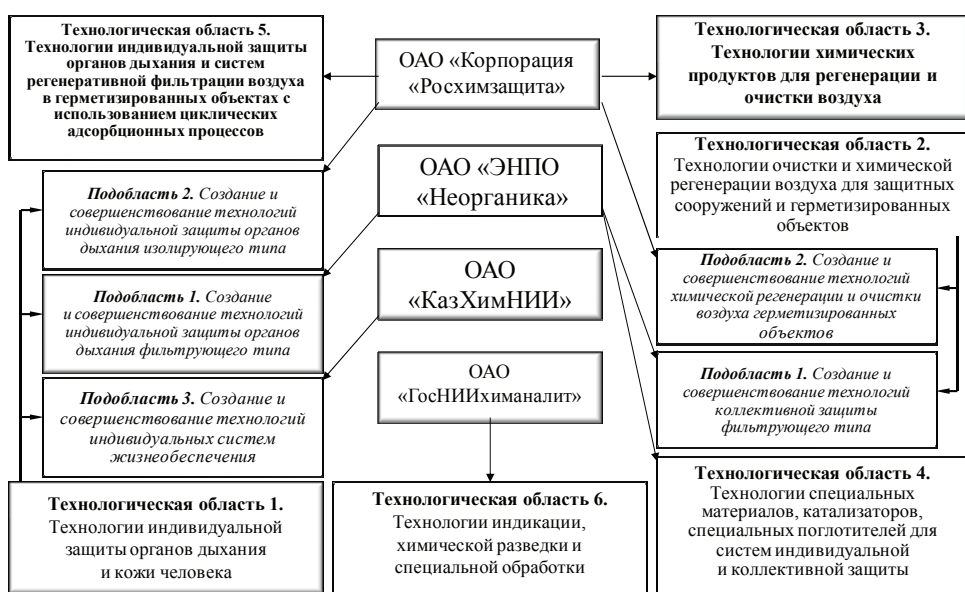 Технологическая область 5.
Технологии индивидуальной защиты
органов дыхания и систем
регенеративной фильтрации воздуха
в герметизированных объектах с
использованием циклических
адсорбционных процессов
ОАО «Корпорация
«Росхимзащита»
Технологическая область 3.
Технологии химических
продуктов для регенерации и
очистки воздуха
ОАО «ЭНПО
«Неорганика»
Технологическая область 2.
Технологии очистки и химической
регенерации воздуха для защитных
сооружений и герметизированных
объектов
Подобласть 2. Создание и
совершенствование технологий
индивидуальной защиты органов
дыхания изолирующего типа
ОАО
«КазХимНИИ»
Подобласть 2. Создание и
совершенствование технологий
химической регенерации и очистки
воздуха герметизированных
объектов
Подобласть 1. Создание
и совершенствование технологий
индивидуальной защиты органов
дыхания фильтрующего типа
ОАО
«ГосНИИхиманалит»
Подобласть 1. Создание и
совершенствование технологий
коллективной защиты
фильтрующего типа
Подобласть 3. Создание и
совершенствование технологий
индивидуальных систем
жизнеобеспечения
Технологическая область 1.
Технологии индивидуальной
защиты органов дыхания
и кожи человека
Технологическая область 6.
Технологии индикации,
химической разведки и
специальной обработки
Технологическая область 4.
Технологии специальных
материалов, катализаторов,
специальных поглотителей для
систем индивидуальной
и коллективной защиты